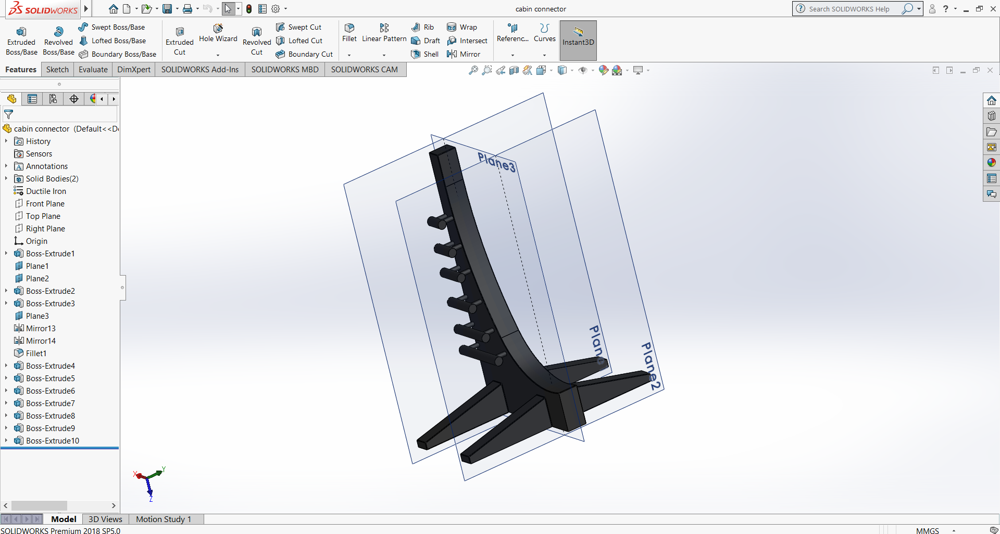 SOLIDWORKS
cabin connector
Search SOLIDWORKS Help
?
Extruded Boss/Base
Revolved Boss/Base
Swept Boss/Base
Lofted Boss/Base
Boundary Boss/Base
Extruded Cut
Hole Wizard
Revolved Cut
Swept Cut
Lofted Cut
Boundary Cut
Fillet
Linear Pattern
Rib
Draft
Shell
Wrap
Intersect
Mirror
Referenc...
Curves
Instant3D
Features
Sketch
Evaluate
DimXpert
SOLIDWORKS Add-Ins
SOLIDWORKS MBD
SOLIDWORKS CAM
cabin connector (Default<<D
History
Sensors
Annotations
Solid Bodies(2)
Ductile Iron
Front Plane
Top Plane
Right Plane
Origin
Boss-Extrude1
Plane1
Plane2
Boss-Extrude2
Boss-Extrude3
Plane3
Mirror13
Mirror14
Fillet1
Boss-Extrude4
Boss-Extrude5
Boss-Extrude6
Boss-Extrude7
Boss-Extrude8
Boss-Extrude9
Boss-Extrude10
Plane3
Plane
Plane2
X
Y
Z
Model
3D Views
Motion Study 1
SOLIDWORKS Premium 2018 SP5.0
MMGS